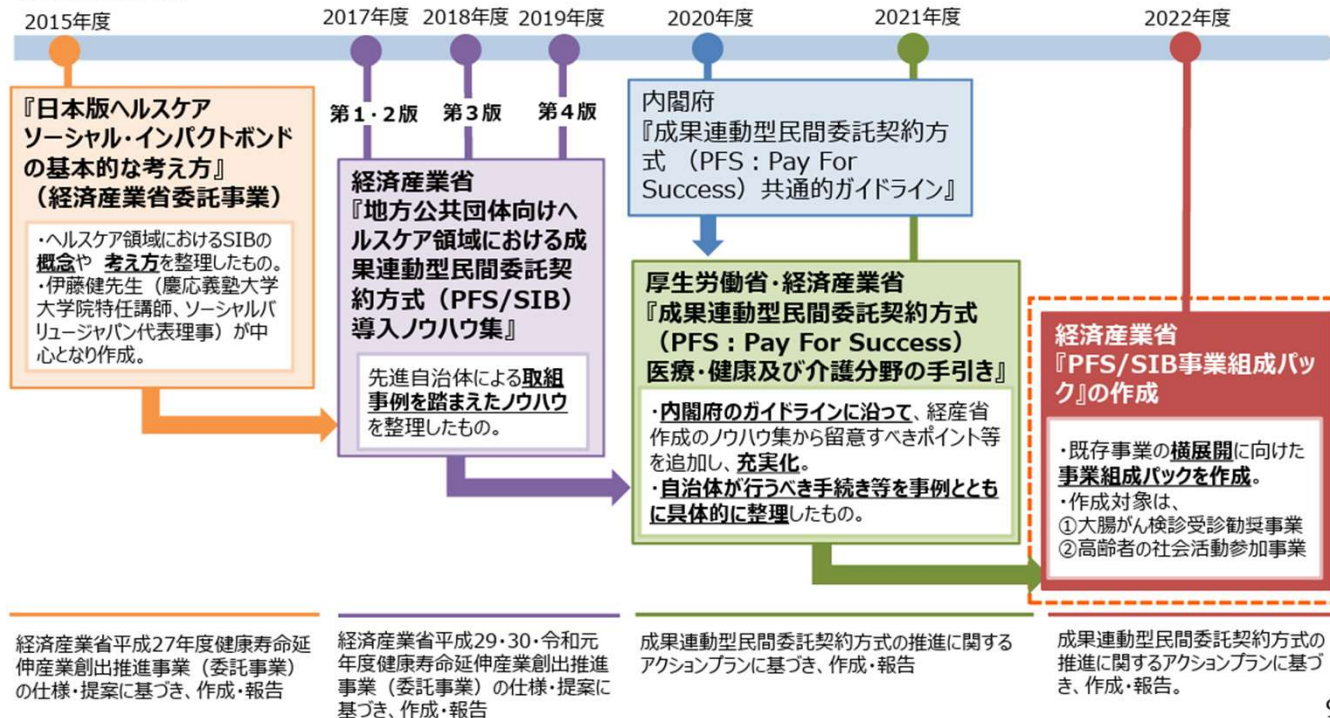 2015年度
2017年度
2018年度
2019年度
2020年度
2021年度
2022年度
『日本版ヘルスケア
ソーシャル・インパクトボンド
の基本的な考え方』
（経済産業省委託事業）
・ヘルスケア領域におけるSIBの
概念や 考え方を整理したもの。
・伊藤健先生（慶応義塾大学
大学院特任講師、ソーシャルバ
リュージャパン代表理事）が中
心となり作成。
第１・２版
第３版
第４版
経済産業省
『地方公共団体向けヘ
ルスケア領域における成
果連動型民間委託契
約方式（PFS/SIB）
導入ノウハウ集』
先進自治体による取組
事例を踏まえたノウハウ
を整理したもの。
内閣府
『成果連動型民間委託契約方
式 （PFS：Pay For
Success）共通的ガイドライン』
厚生労働省・経済産業省
『成果連動型民間委託契約方式
（PFS：Pay For Success）
医療・健康及び介護分野の手引き』
・内閣府のガイドラインに沿って、経産省
作成のノウハウ集から留意すべきポイント等
を追加し、充実化。
・自治体が行うべき手続き等を事例ととも
に具体的に整理したもの。
経済産業省
『PFS/SIB事業組成パッ
ク』の作成
・既存事業の横展開に向けた
事業組成パックを作成。
・作成対象は、
①大腸がん検診受診勧奨事業
②高齢者の社会活動参加事業
経済産業省平成27年度健康寿命延
伸産業創出推進事業（委託事業）
の仕様・提案に基づき、作成・報告
経済産業省平成29・30・令和元
年度健康寿命延伸産業創出推進
事業（委託事業）の仕様・提案に
基づき、作成・報告
成果連動型民間委託契約方式の推進に関する
アクションプランに基づき、作成・報告
成果連動型民間委託契約方式の
推進に関するアクションプランに基づ
き、作成・報告。